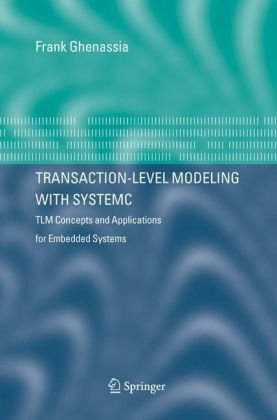 Frank Ghenassia
TRANSACTION-LEVEL MODELING
WITH SYSTEMC
TLM Concepts and Applications
for Embedded Systems
Springer